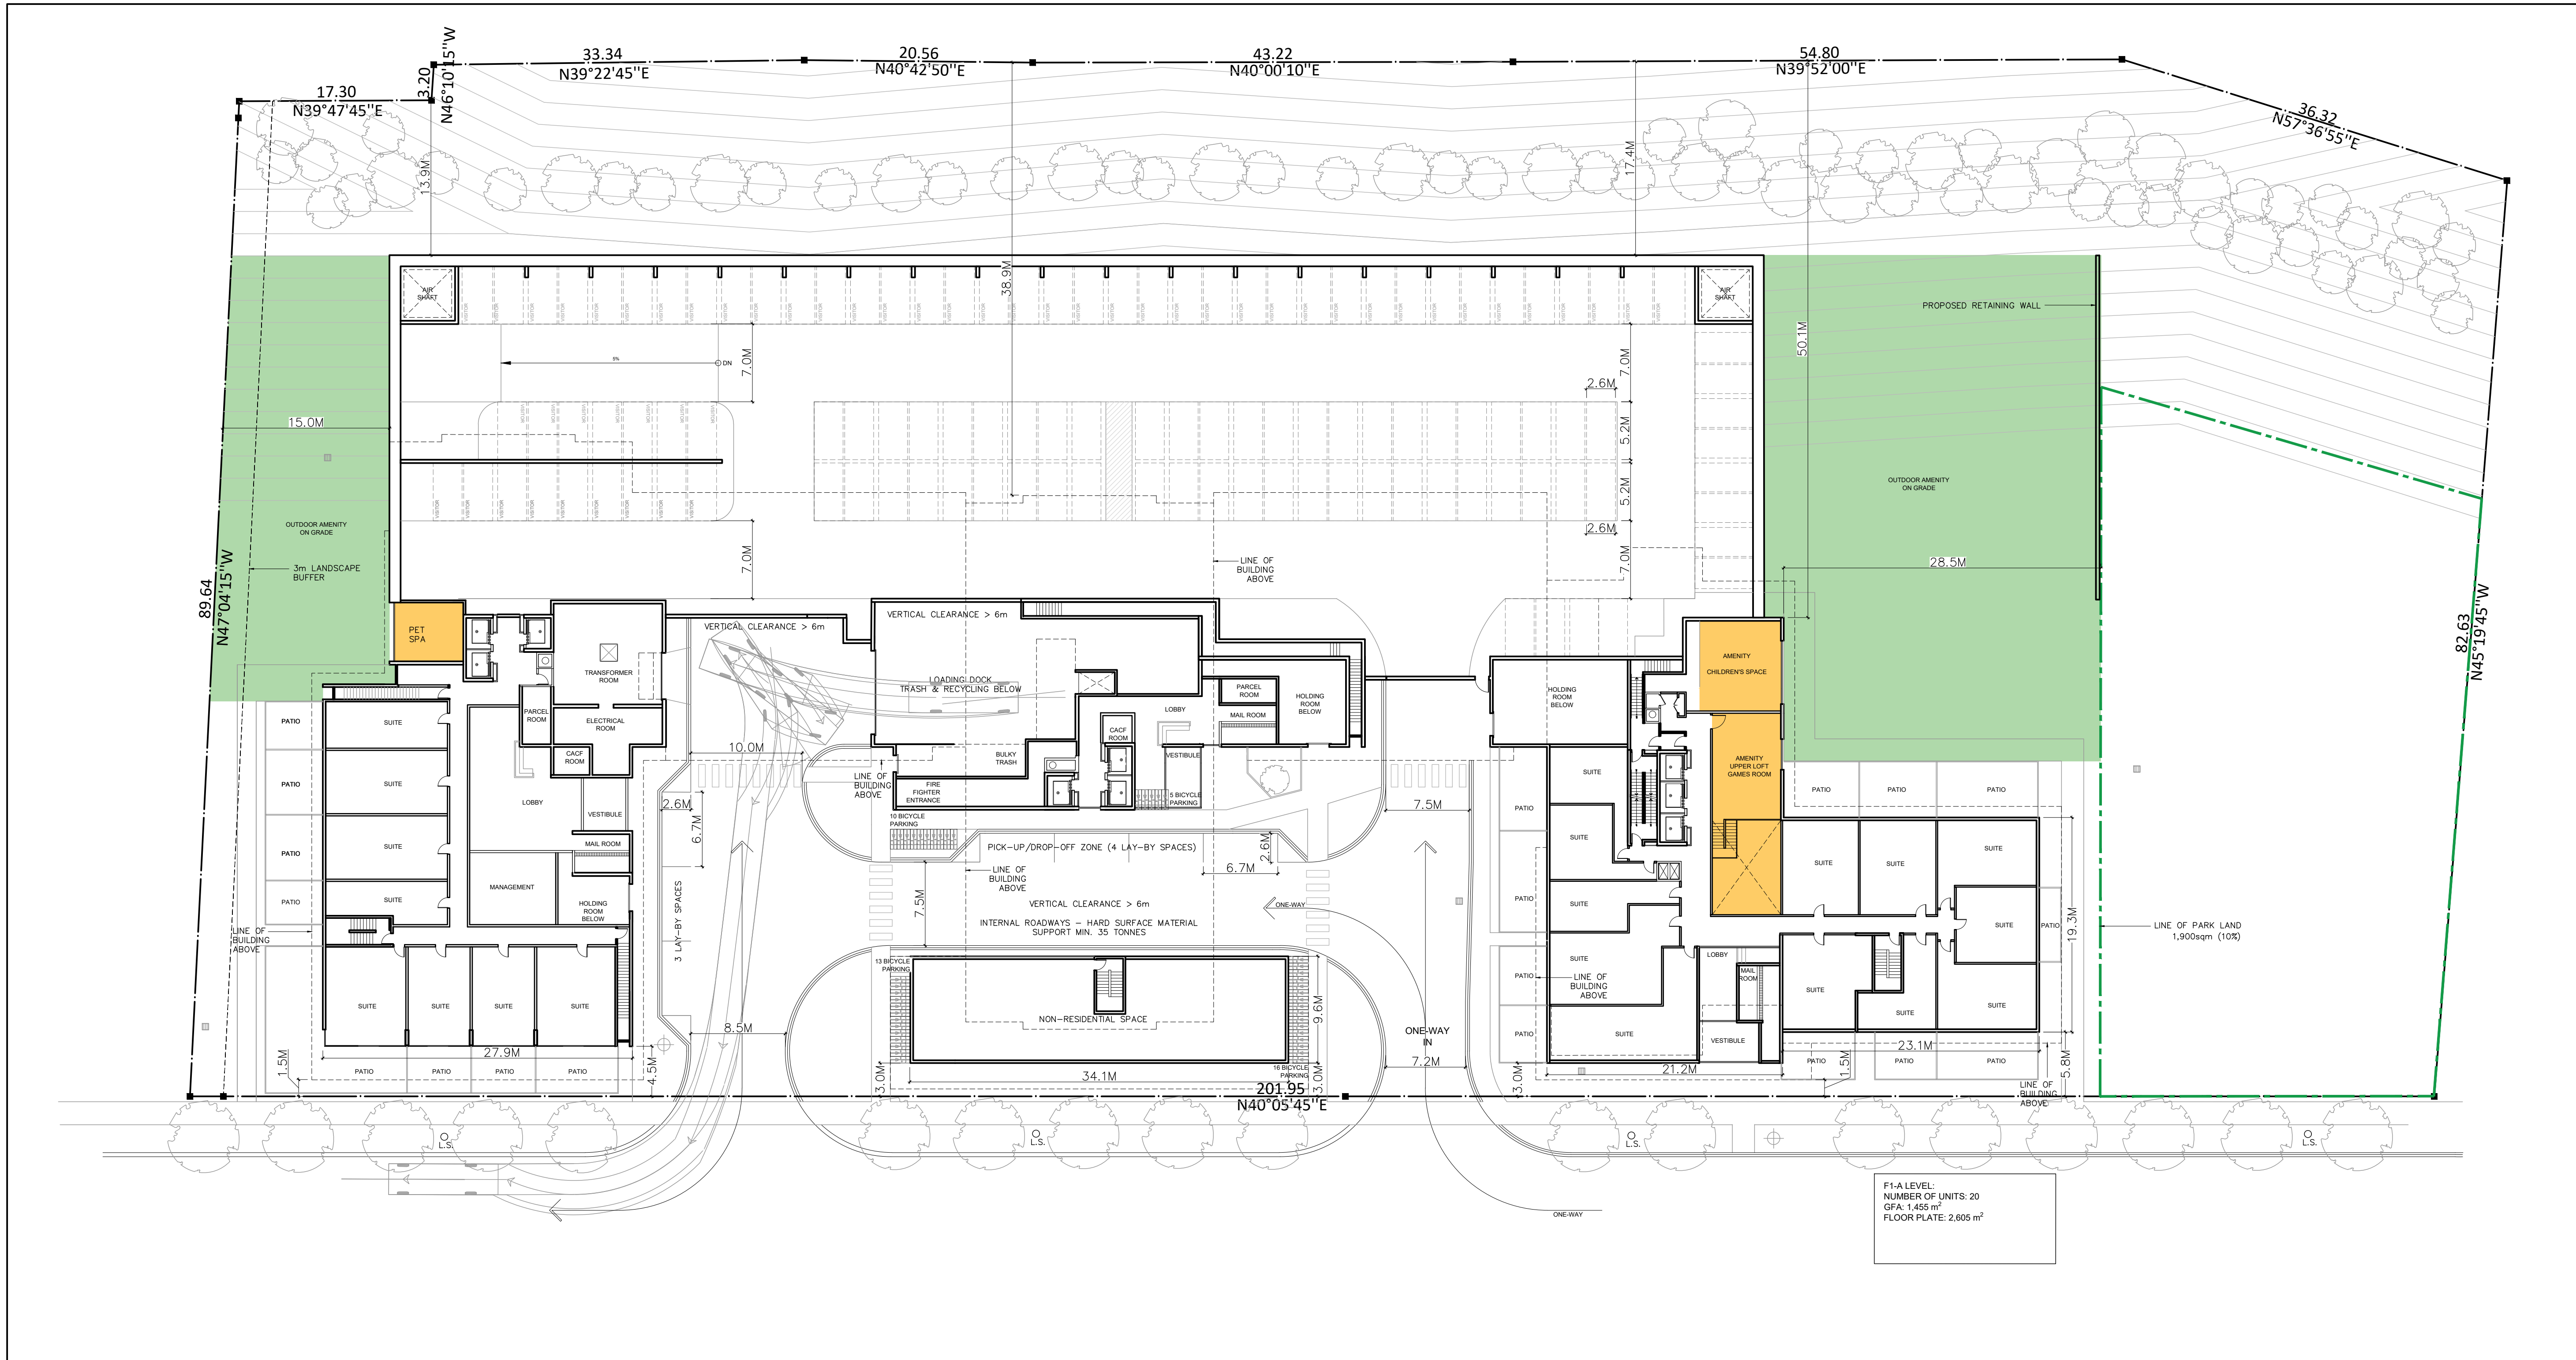 33.34
N39°22'45"E
20.56
N40°42'50"E
43.22
N40°00'10"E
54.80
N39°52'00"E
3.20
N46°10'15"W
17.30
N39°47'45"E
36.32
N57°36'55"E
13.9M
17.4M
38.9M
50.1M
AIR
SHAFT
VISITOR
VISITOR
VISITOR
VISITOR
VISITOR
VISITOR
VISITOR
VISITOR
AIR
SHAFT
PROPOSED RETAINING WALL
5%
DN
7.0M
7.0M
2.6M
15.0M
5.2M
5.2M
2.6M
OUTDOOR AMENITY
ON GRADE
OUTDOOR AMENITY
ON GRADE
7.0M
7.0M
LINE OF
BUILDING
ABOVE
28.5M
3m LANDSCAPE
BUFFER
89.64
N47°04'15"W
82.63
N45°19'45"W
PET
SPA
VERTICAL CLEARANCE > 6m
VERTICAL CLEARANCE > 6m
TRANSFORMER
ROOM
LOADING DOCK
TRASH & RECYCLING BELOW
PARCEL
ROOM
ELECTRICAL
ROOM
CACF
ROOM
LOBBY
PARCEL
ROOM
MAIL ROOM
HOLDING
ROOM
BELOW
HOLDING
ROOM
BELOW
AMENITY
CHILDREN'S SPACE
AMENITY
UPPER LOFT
GAMES ROOM
PATIO
SUITE
PATIO
SUITE
PATIO
SUITE
PATIO
SUITE
LOBBY
VESTIBULE
MAIL ROOM
MANAGEMENT
HOLDING
ROOM
BELOW
10.0M
2.6M
6.7M
3 LAY-BY SPACES
LINE OF
BUILDING
ABOVE
BULKY
TRASH
FIRE
FIGHTER
ENTRANCE
CACF
ROOM
VESTIBULE
5 BICYCLE
PARKING
10 BICYCLE
PARKING
7.5M
PICK-UP/DROP-OFF ZONE (4 LAY-BY SPACES)
2.6M
6.7M
LINE OF
BUILDING
ABOVE
7.5M
VERTICAL CLEARANCE > 6m
INTERNAL ROADWAYS – HARD SURFACE MATERIAL
SUPPORT MIN. 35 TONNES
ONE-WAY
LINE OF
BUILDING
ABOVE
SUITE
SUITE
SUITE
SUITE
27.9M
1.5M
4.5M
PATIO
PATIO
PATIO
PATIO
8.5M
13 BICYCLE
PARKING
NON-RESIDENTIAL SPACE
9.6M
3.0M
34.1M
3.0M
16 BICYCLE
PARKING
201.95
N40°05'45"E
ONE-WAY
IN
7.2M
PATIO
PATIO
PATIO
PATIO
SUITE
SUITE
SUITE
SUITE
SUITE
LINE OF
BUILDING
ABOVE
LOBBY
MAIL
ROOM
VESTIBULE
3.0M
21.2M
PATIO
PATIO
PATIO
SUITE
SUITE
SUITE
SUITE
PATIO
SUITE
SUITE
SUITE
19.3M
23.1M
1.5M
5.8M
PATIO
PATIO
PATIO
LINE OF
BUILDING
ABOVE
LINE OF PARK LAND
1,900sqm (10%)
L.S.
L.S.
L.S.
L.S.
ONE-WAY
F1-A LEVEL:
NUMBER OF UNITS: 20
GFA: 1,455 m²
FLOOR PLATE: 2,605 m²